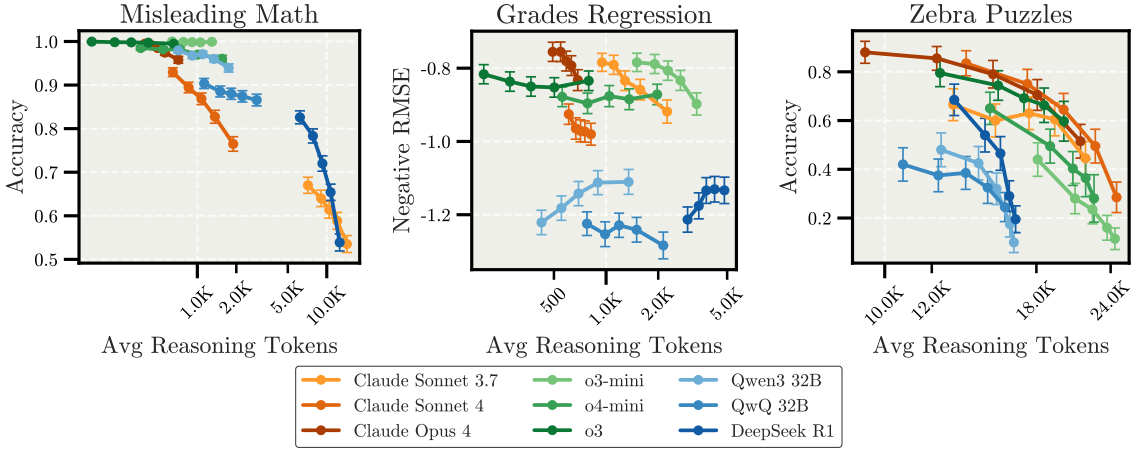 Misleading Math
Accuracy
1.0
0.9
0.8
0.7
0.6
0.5
1.0K
2.0K
5.0K
10.0K
Avg Reasoning Tokens
Grades Regression
Negative RMSE
-0.8
-1.0
-1.2
500
1.0K
2.0K
5.0K
Avg Reasoning Tokens
Zebra Puzzles
Accuracy
0.8
0.6
0.4
0.2
10.0K
12.0K
18.0K
24.0K
Avg Reasoning Tokens
Claude Sonnet 3.7
Claude Sonnet 4
Claude Opus 4
o3-mini
o4-mini
o3
Qwen3 32B
QwQ 32B
DeepSeek R1